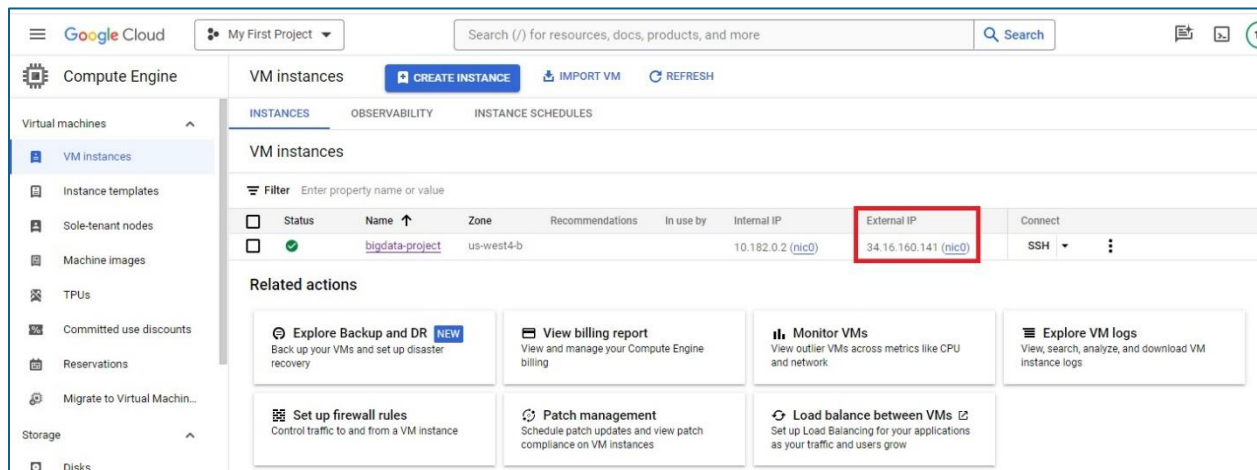 Google Cloud
My First Project
Search (/) for resources, docs, products, and more
Search
Compute Engine
VM instances
CREATE INSTANCE
IMPORT VM
REFRESH
Virtual machines
VM instances
Instance templates
Sole-tenant nodes
Machine images
TPUs
Committed use discounts
Reservations
Migrate to Virtual Machin...
Storage
Disks
INSTANCES OBSERVABILITY INSTANCE SCHEDULES
VM instances
Filter Enter property name or value
Status Name Zone Recommendations In use by Internal IP External IP Connect
bigdata-project us-west4-b 10.182.0.2 (nic0) 34.16.160.141 (nic0) SSH
Related actions
Explore Backup and DR NEW
Back up your VMs and set up disaster
recovery
View billing report
View and manage your Compute Engine
billing
Monitor VMs
View outlier VMs across metrics like CPU
and network
Explore VM logs
View, search, analyze, and download VM
instance logs
Set up firewall rules
Control traffic to and from a VM instance
Patch management
Schedule patch updates and view patch
compliance on VM instances
Load balance between VMs
Set up Load Balancing for your applications
as your traffic and users grow